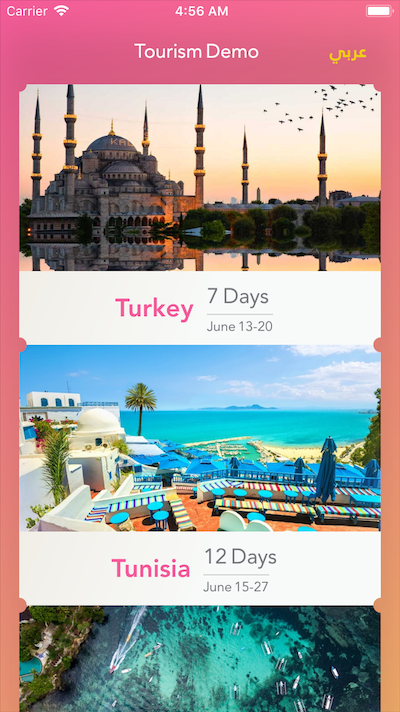 Carrier 4:56 AM
Tourism Demo عربي
Turkey
7 Days
June 13-20
Tunisia
12 Days
June 15-27